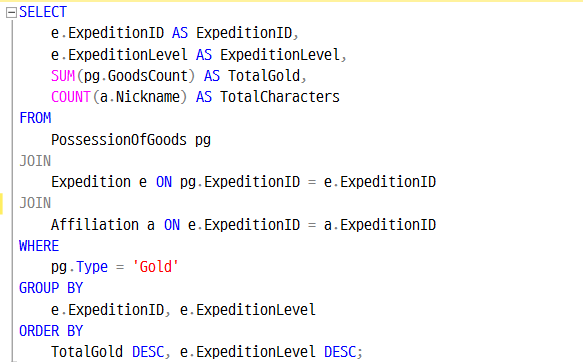 SELECT
e.ExpeditionID AS ExpeditionID,
e.ExpeditionLevel AS ExpeditionLevel,
SUM(pg.GoodsCount) AS TotalGold,
COUNT(a.Nickname) AS TotalCharacters
FROM
PossessionOfGoods pg
JOIN
Expedition e ON pg.ExpeditionID = e.ExpeditionID
JOIN
Affiliation a ON e.ExpeditionID = a.ExpeditionID
WHERE
pg.Type = 'Gold'
GROUP BY
e.ExpeditionID, e.ExpeditionLevel
ORDER BY
TotalGold DESC, e.ExpeditionLevel DESC;